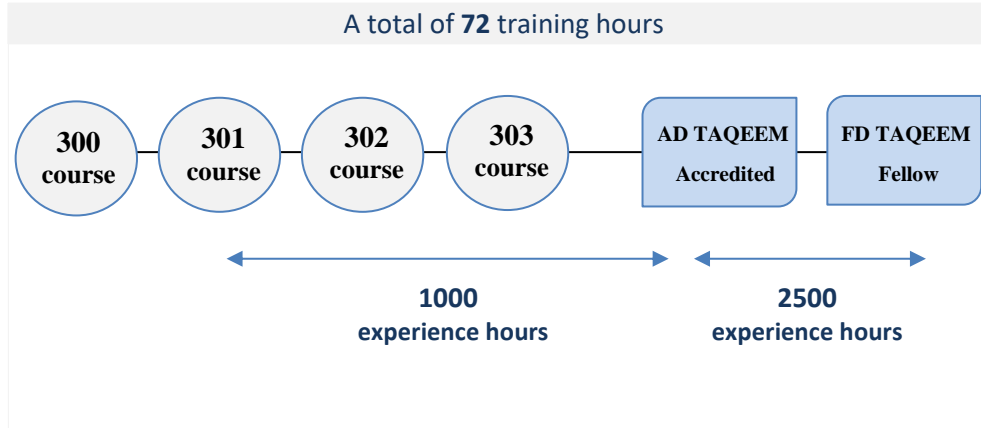 A total of 72 training hours
300
course
301
course
302
course
303
course
AD TAQEEM
Accredited
FD TAQEEM
Fellow
1000
experience hours
2500
experience hours